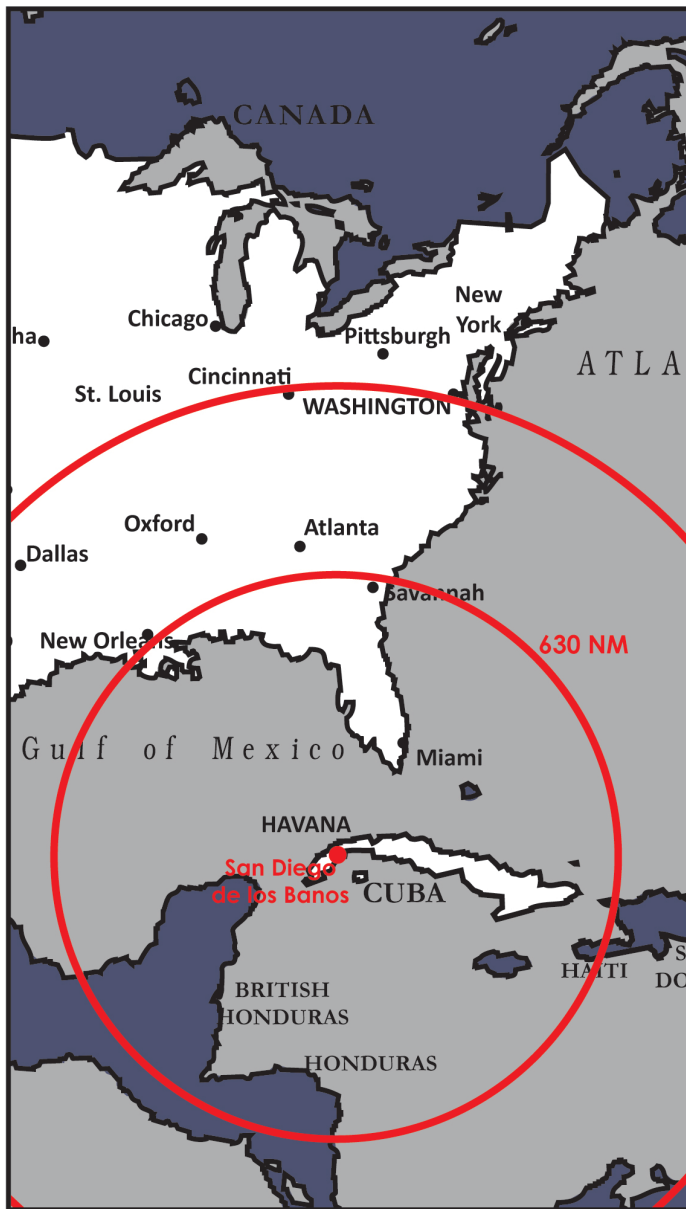 CANADA
New
York
Chicago
Pittsburgh
ha
ATLA
Cincinnati
St. Louis
WASHINGTON
Oxford
Atlanta
Dallas
Savannah
New Orleans
630 NM
Gulf of Mexico
Miami
HAVANA
San Diego
de los Banos
CUBA
HAITI
S
DO
BRITISH
HONDURAS
HONDURAS